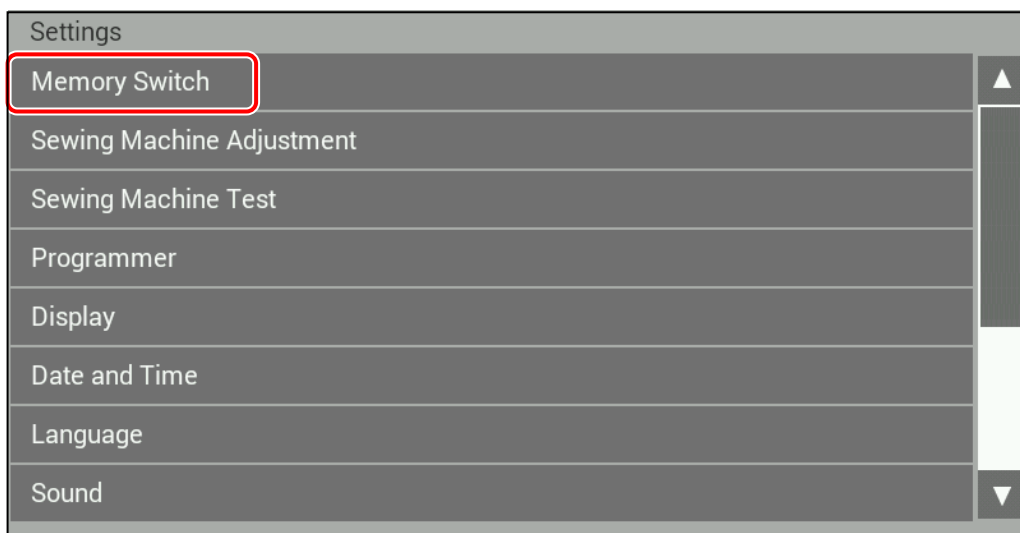 Settings
Memory Switch
Sewing Machine Adjustment
Sewing Machine Test
Programmer
Display
Date and Time
Language
Sound